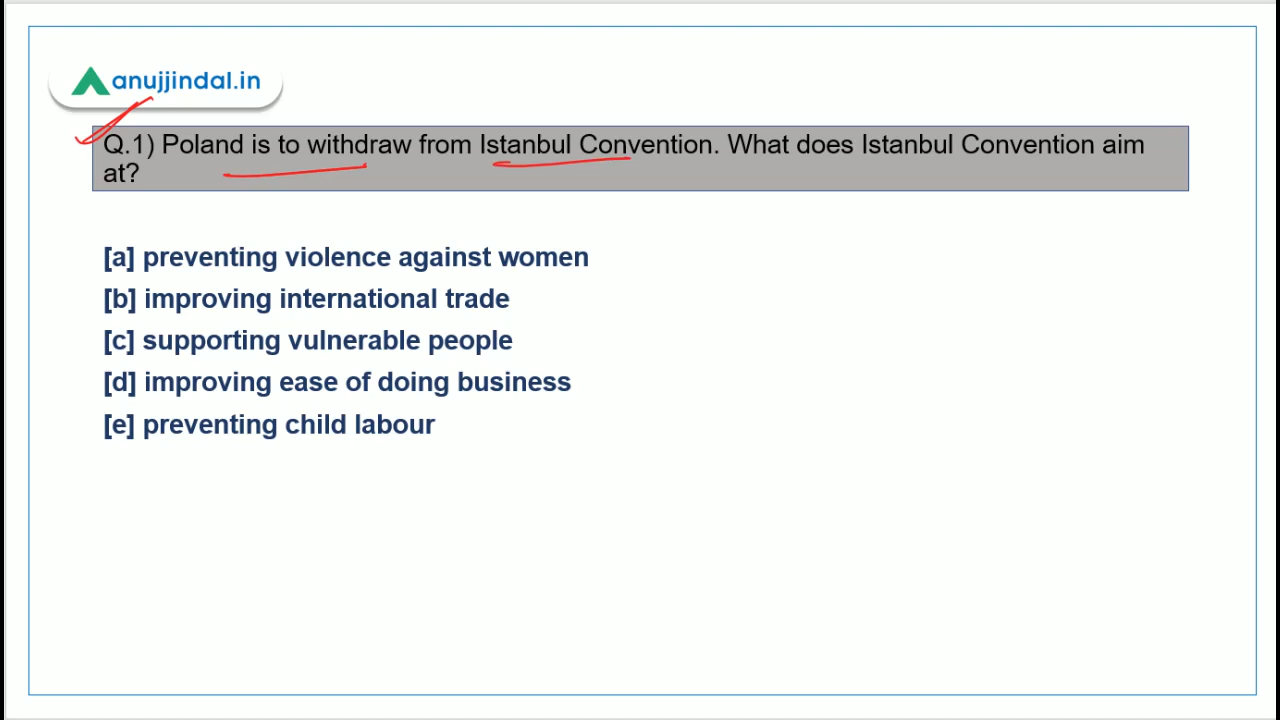 anujjindal.in
Q.1) Poland is to withdraw from Istanbul Convention. What does Istanbul Convention aim
at?
[a] preventing violence against women
[b] improving international trade
[c] supporting vulnerable people
[d] improving ease of doing business
[e] preventing child labour